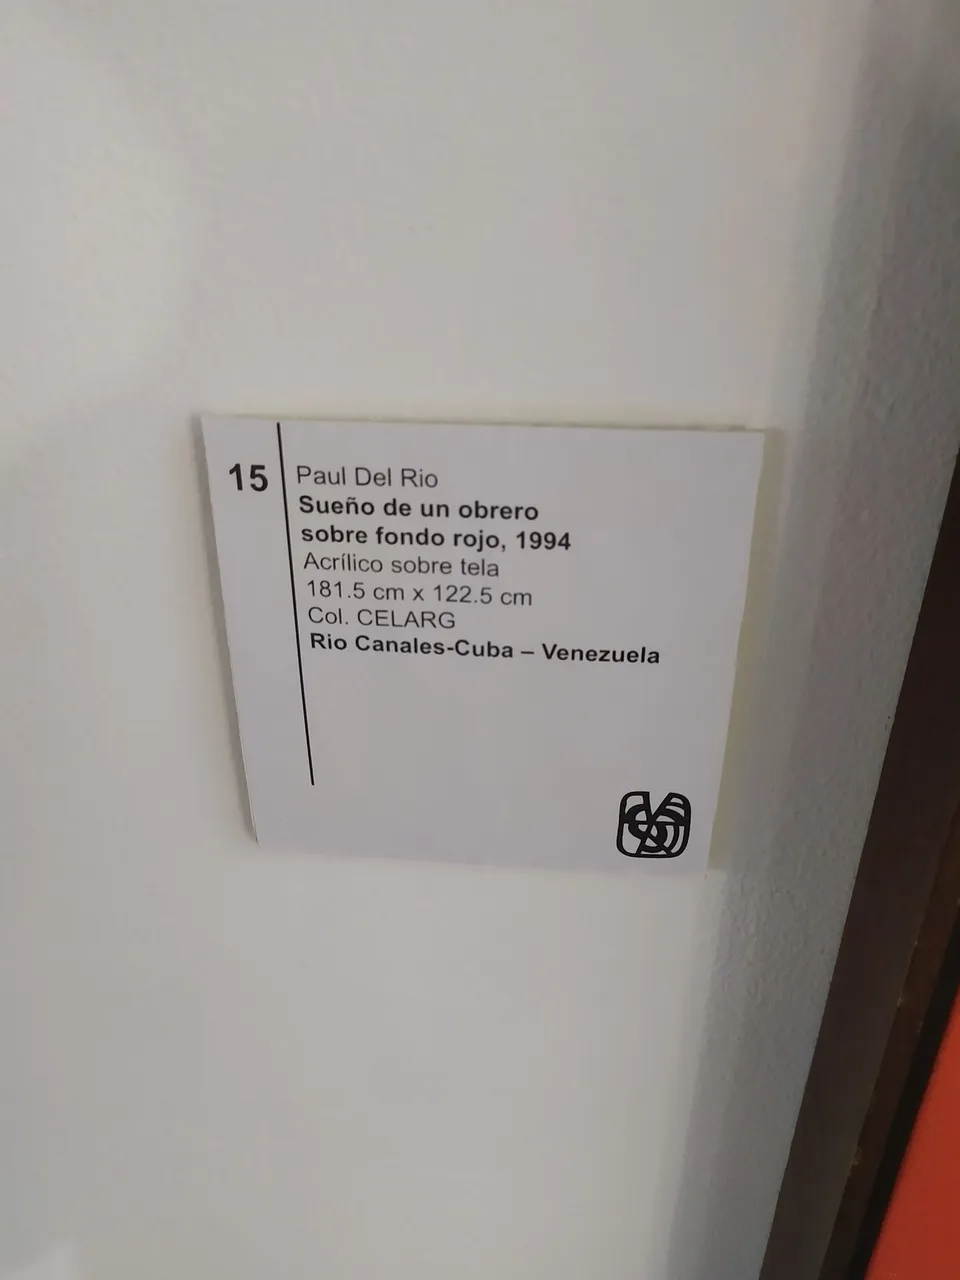 15
Paul Del Rio
Sueño de un obrero
sobre fondo rojo, 1994
Acrílico sobre tela
181.5 cm x 122.5 cm
Col. CELARG
Rio Canales-Cuba – Venezuela